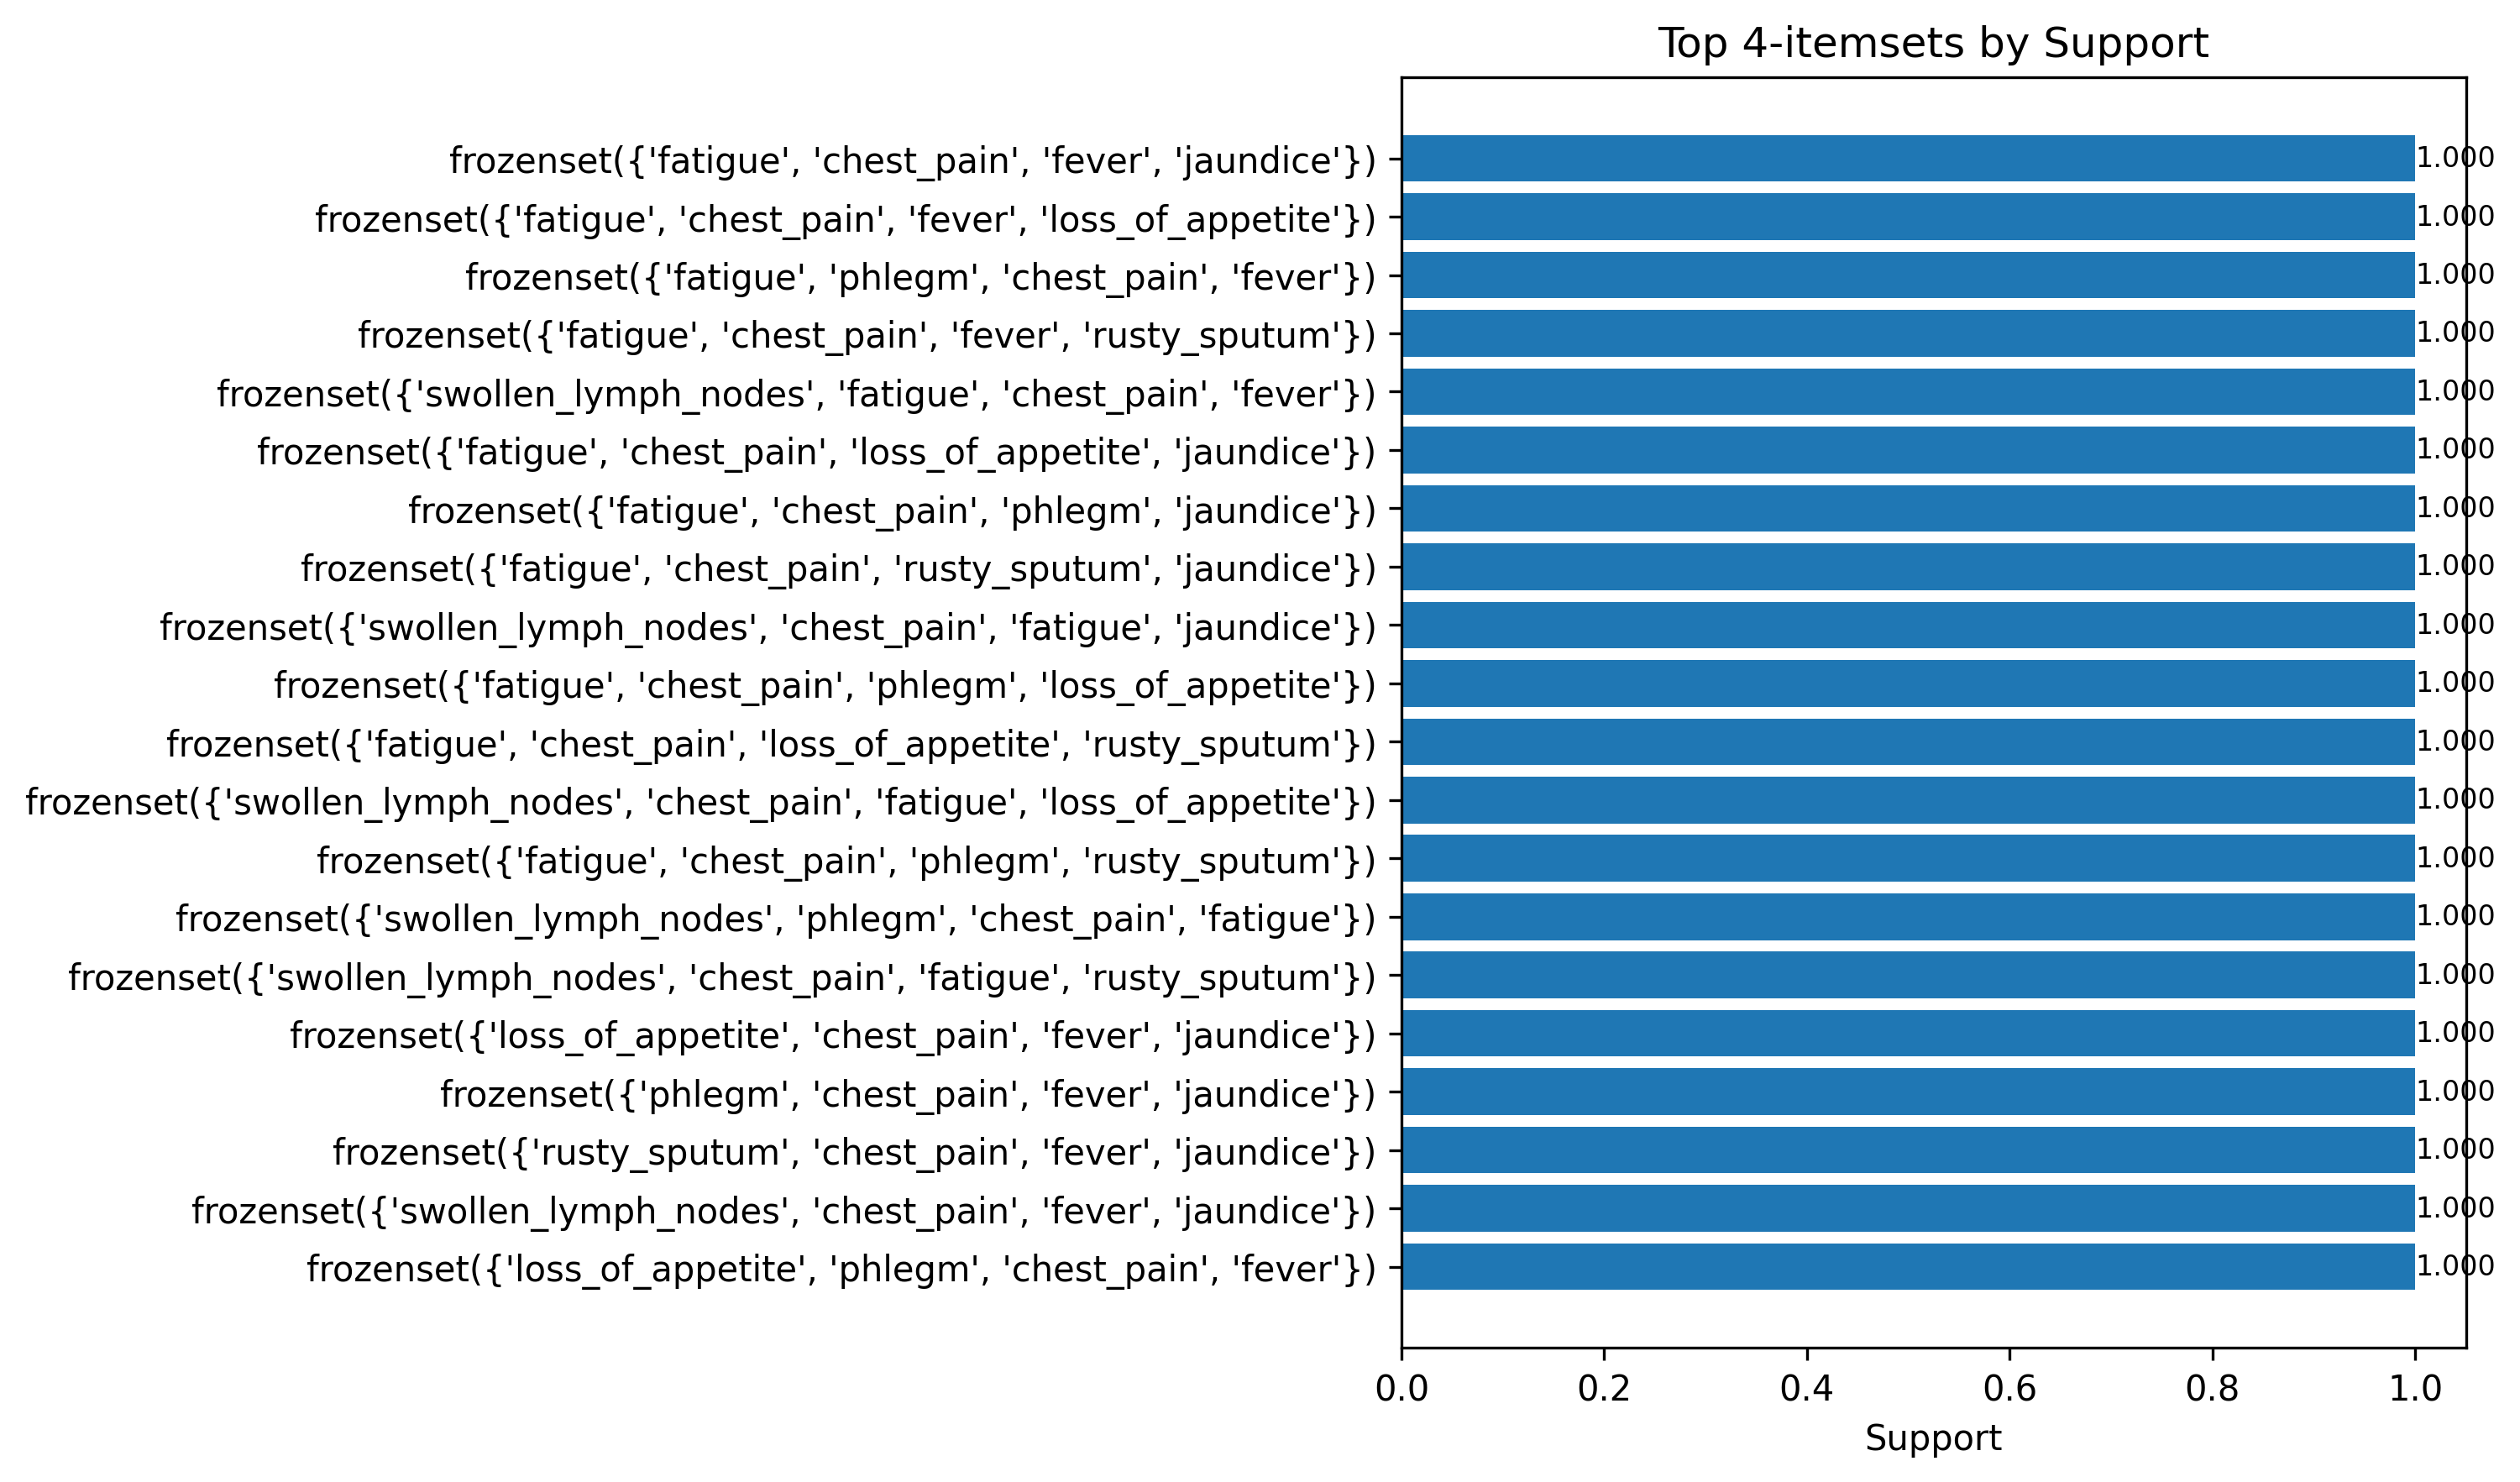 Top 4-itemsets by Support
frozenset({'fatigue', 'chest_pain', 'fever', 'jaundice'}) 1.000
frozenset({'fatigue', 'chest_pain', 'fever', 'loss_of_appetite'}) 1.000
frozenset({'fatigue', 'phlegm', 'chest_pain', 'fever'}) 1.000
frozenset({'fatigue', 'chest_pain', 'fever', 'rusty_sputum'}) 1.000
frozenset({'swollen_lymph_nodes', 'fatigue', 'chest_pain', 'fever'}) 1.000
frozenset({'fatigue', 'chest_pain', 'loss_of_appetite', 'jaundice'}) 1.000
frozenset({'fatigue', 'chest_pain', 'phlegm', 'jaundice'}) 1.000
frozenset({'fatigue', 'chest_pain', 'rusty_sputum', 'jaundice'}) 1.000
frozenset({'swollen_lymph_nodes', 'chest_pain', 'fatigue', 'jaundice'}) 1.000
frozenset({'fatigue', 'chest_pain', 'phlegm', 'loss_of_appetite'}) 1.000
frozenset({'fatigue', 'chest_pain', 'loss_of_appetite', 'rusty_sputum'}) 1.000
frozenset({'swollen_lymph_nodes', 'chest_pain', 'fatigue', 'loss_of_appetite'}) 1.000
frozenset({'fatigue', 'chest_pain', 'phlegm', 'rusty_sputum'}) 1.000
frozenset({'swollen_lymph_nodes', 'phlegm', 'chest_pain', 'fatigue'}) 1.000
frozenset({'swollen_lymph_nodes', 'chest_pain', 'fatigue', 'rusty_sputum'}) 1.000
frozenset({'loss_of_appetite', 'chest_pain', 'fever', 'jaundice'}) 1.000
frozenset({'phlegm', 'chest_pain', 'fever', 'jaundice'}) 1.000
frozenset({'rusty_sputum', 'chest_pain', 'fever', 'jaundice'}) 1.000
frozenset({'swollen_lymph_nodes', 'chest_pain', 'fever', 'jaundice'}) 1.000
frozenset({'loss_of_appetite', 'phlegm', 'chest_pain', 'fever'}) 1.000
0.0 0.2 0.4 0.6 0.8 1.0
Support